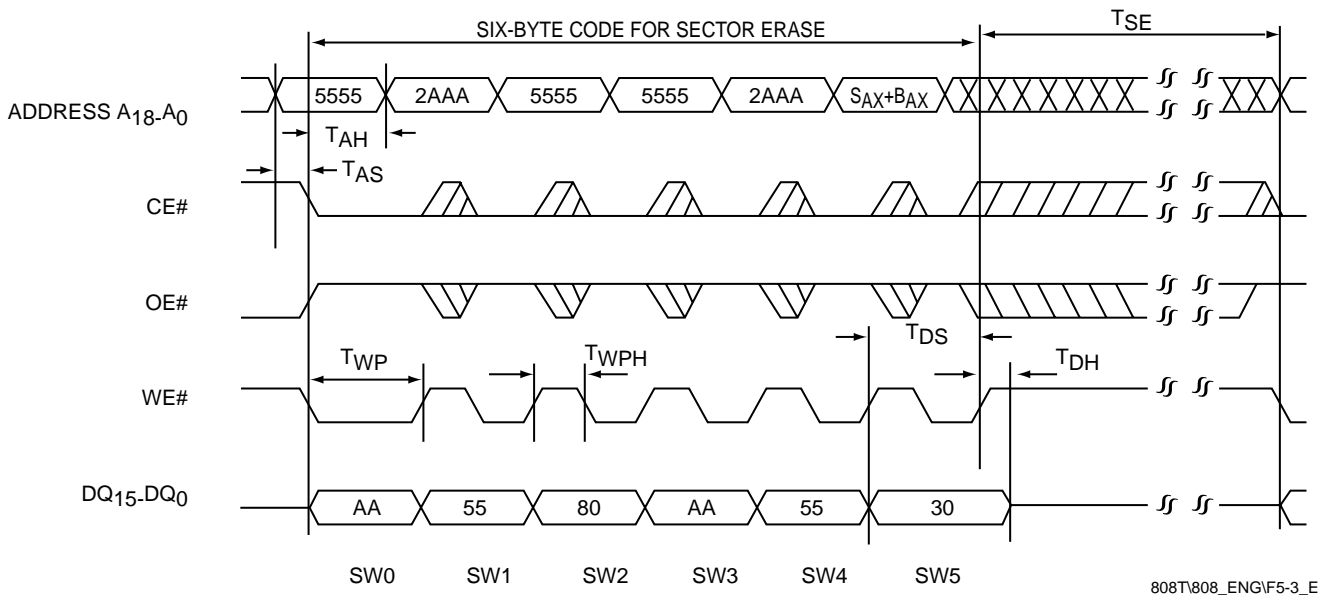 SIX-BYTE CODE FOR SECTOR ERASE
TSE
ADDRESS A18-A0
5555 2AAA 5555 5555 2AAA SAX+BAX
TAH
TAS
CE#
OE#
TDS
TWP
TWPH
TDH
WE#
DQ15-DQ0
AA 55 80 AA 55 30
SW0 SW1 SW2 SW3 SW4 SW5
808T\808_ENG\F5-3_E